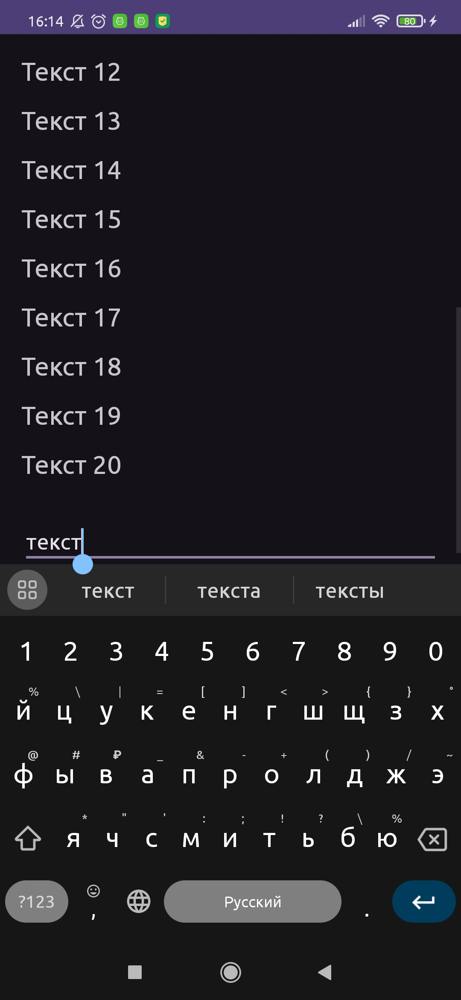 16:14 80
Текст 12
Текст 13
Текст 14
Текст 15
Текст 16
Текст 17
Текст 18
Текст 19
Текст 20
текст
текст текста тексты
1 2 3 4 5 6 7 8 9 0
% \ | = [ ] < > { } °
й ц у к е н г ш щ з х
@ # ₽ _ & - + ( ) / ~
ф ы в а п р о л д ж э
* " ' : ; ! ? \ %
я ч с м и т ь б ю
?123 , Русский .